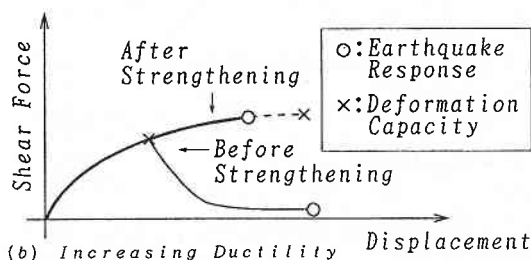 Shear Force
After
Strengthening
Before
Strengthening
○:Earthquake
Response
×:Deformation
Capacity
Displacement
(b) Increasing Ductility